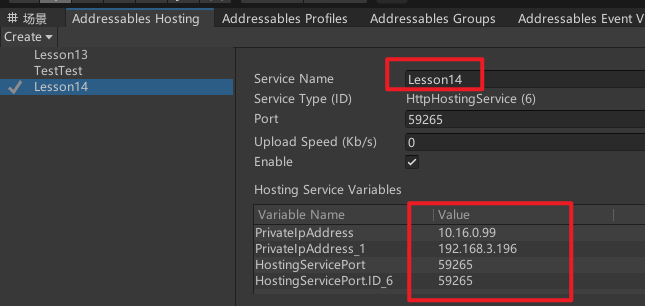 场景 Addressables Hosting Addressables Profiles Addressables Groups Addressables Event V
Create
Lesson13
TestTest
Lesson14
Service Name Lesson14
Service Type (ID) HttpHostingService (6)
Port 59265
Upload Speed (Kb/s) 0
Enable
Hosting Service Variables
Variable Name Value
PrivateIpAddress 10.16.0.99
PrivateIpAddress_1 192.168.3.196
HostingServicePort 59265
HostingServicePort.ID_6 59265